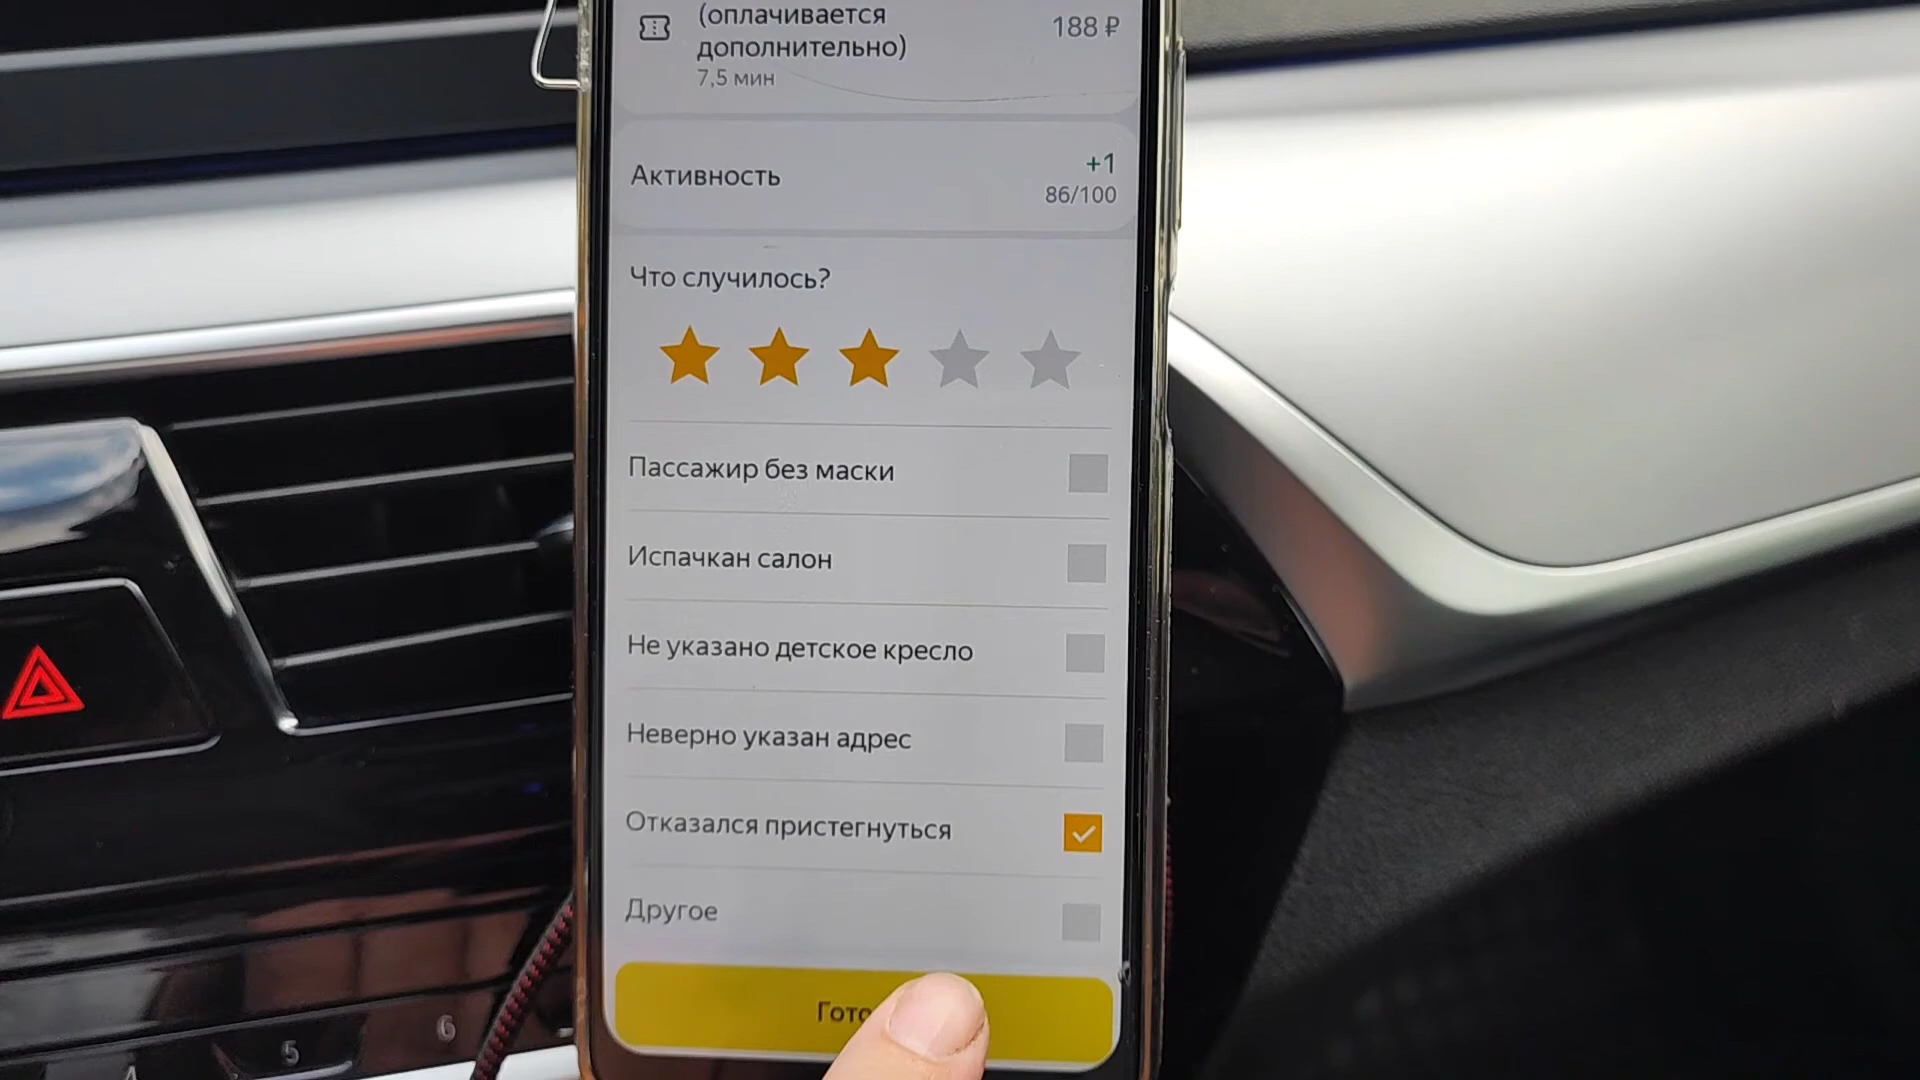 (оплачивается
дополнительно)
188 ₽
7,5 мин
Активность
+1
86/100
Что случилось?
Пассажир без маски
Испачкан салон
Не указано детское кресло
Неверно указан адрес
Отказался пристегнуться
Другое
6
5